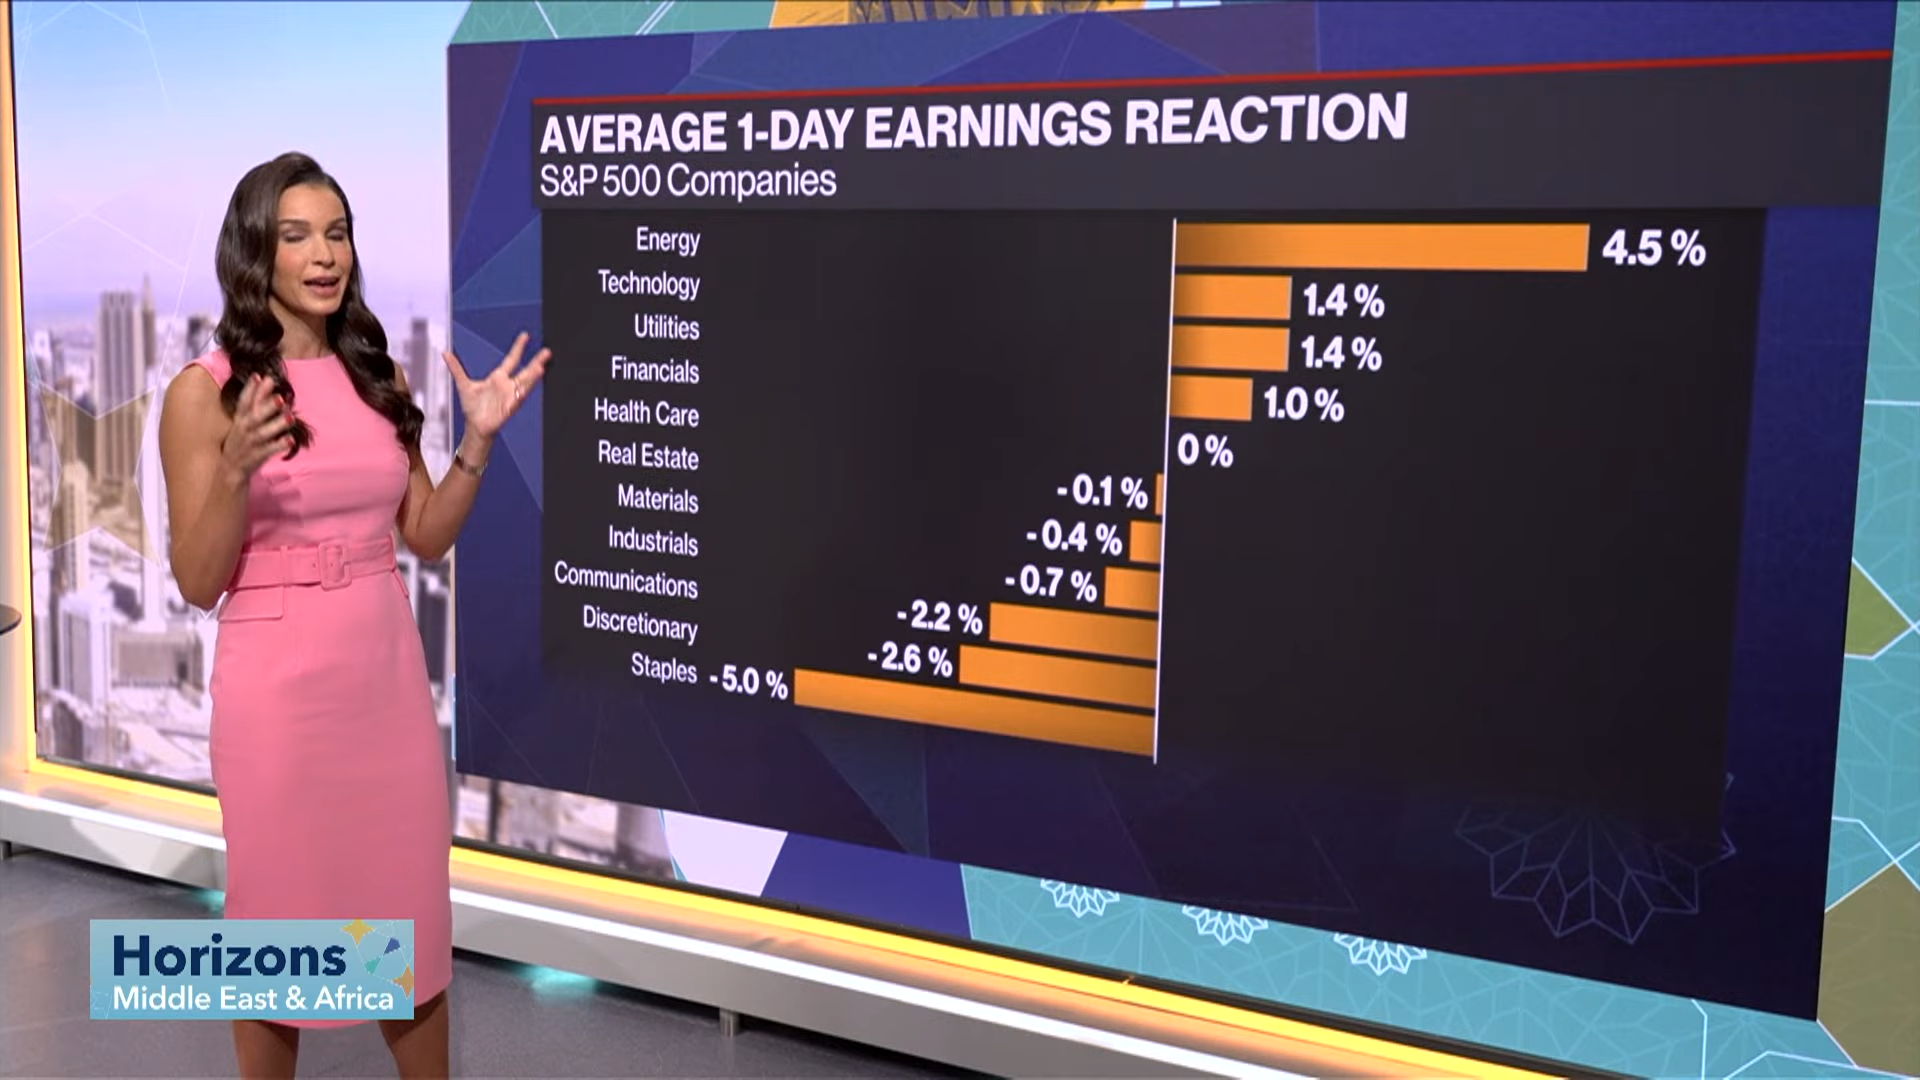 AVERAGE 1-DAY EARNINGS REACTION
S&P 500 Companies
Energy 4.5 %
Technology 1.4 %
Utilities 1.4 %
Financials 1.0 %
Health Care 0 %
Real Estate - 0.1 %
Materials - 0.4 %
Industrials - 0.7 %
Communications - 2.2 %
Discretionary - 2.6 %
Staples - 5.0 %
Horizons
Middle East & Africa